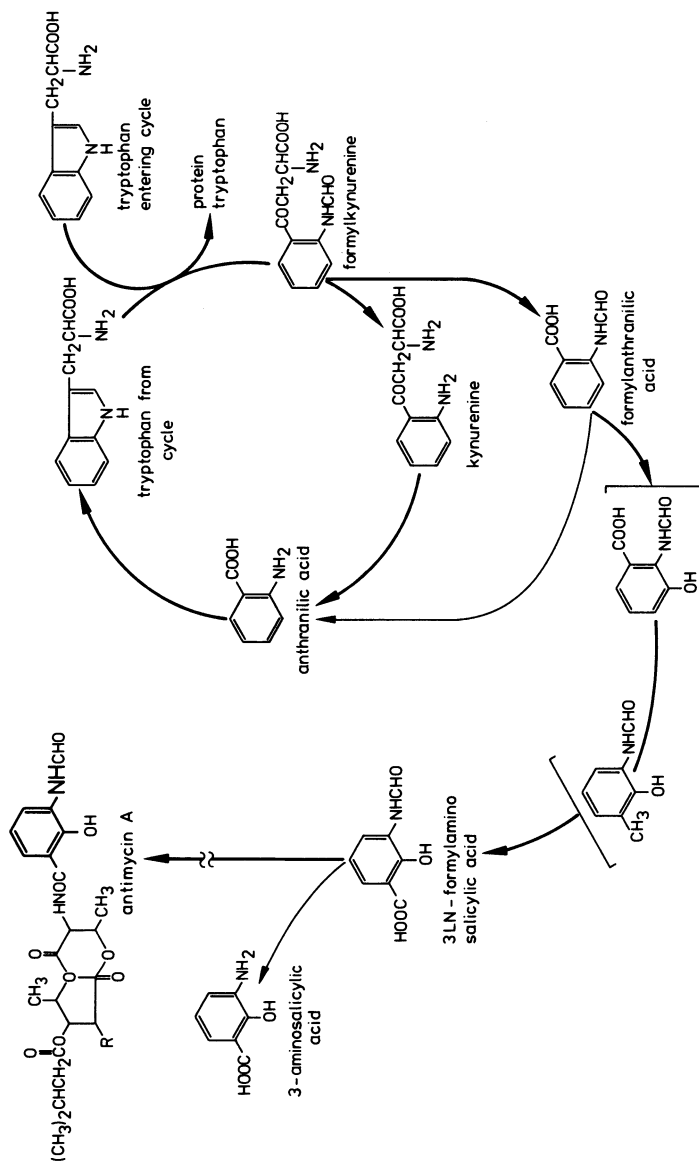 CH2CHCOOH
NH2
N
H
tryptophan
entering cycle
CH2CHCOOH
NH2
N
H
tryptophan from
cycle
protein
tryptophan
COCH2CHCOOH
NH2
NHCHO
formylkynurenine
COCH2CHCOOH
NH2
NH2
kynurenine
COOH
NHCHO
formylanthranilic
acid
COOH
NH2
anthranilic acid
COOH
NHCHO
OH
NHCHO
OH
CH3
NHCHO
OH
HOOC
3LN-formylamino
salicylic acid
NH2
OH
HOOC
3-aminosalicylic
acid
NHCHO
OH
HNOC
CH3
O
O
O
O
CH3
R
O
(CH3)2CHCH2CO
antimycin A